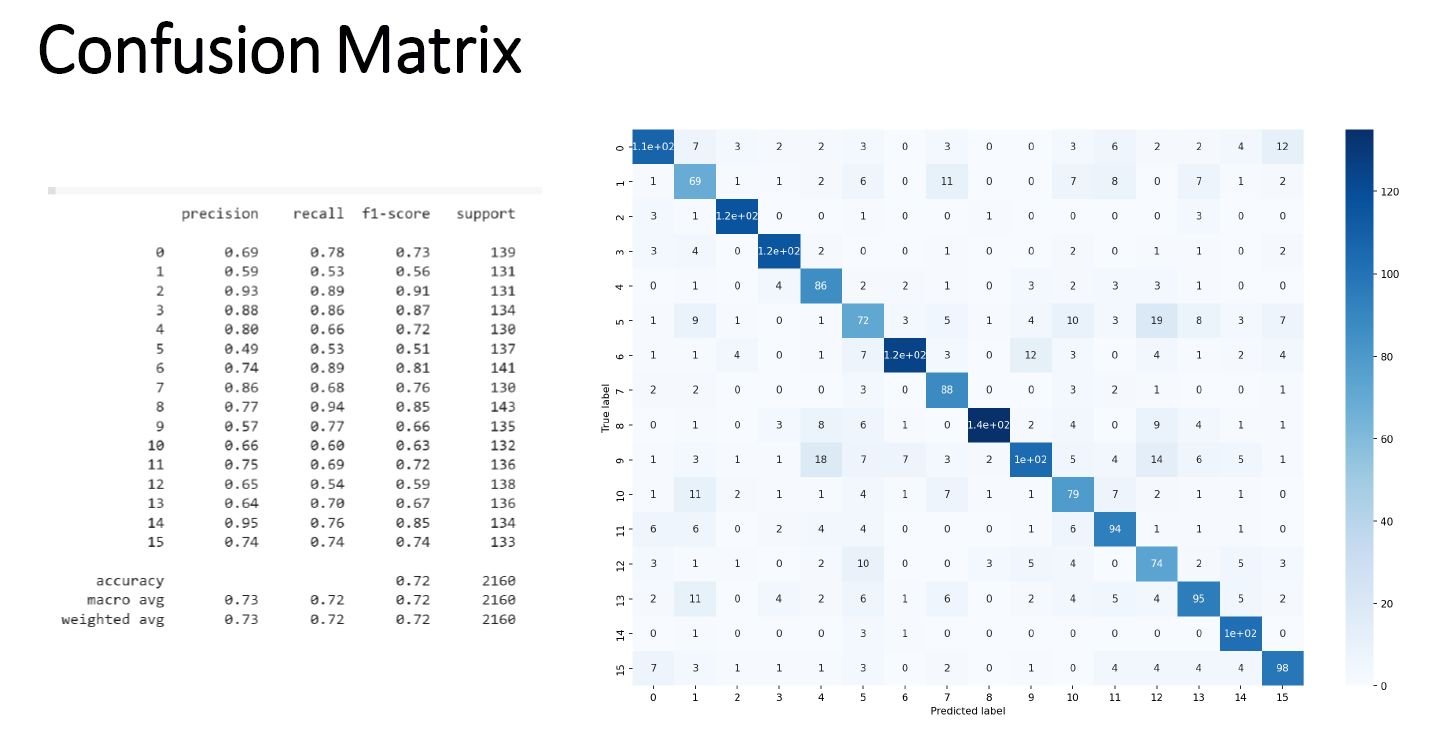 Confusion Matrix
precision recall f1-score support
0 0.69 0.78 0.73 139
1 0.59 0.53 0.56 131
2 0.93 0.89 0.91 131
3 0.88 0.86 0.87 134
4 0.80 0.66 0.72 130
5 0.49 0.53 0.51 137
6 0.74 0.89 0.81 141
7 0.86 0.68 0.76 130
8 0.77 0.94 0.85 143
9 0.57 0.77 0.66 135
10 0.66 0.60 0.63 132
11 0.75 0.69 0.72 136
12 0.65 0.54 0.59 138
13 0.64 0.70 0.67 136
14 0.95 0.76 0.85 134
15 0.74 0.74 0.74 133
accuracy 0.72 2160
macro avg 0.73 0.72 0.72 2160
weighted avg 0.73 0.72 0.72 2160
True label
0 1.1e+02 7 3 2 2 3 0 3 0 0 3 6 2 2 4 12
1 1 69 1 1 2 6 0 11 0 0 7 8 0 7 1 2
2 3 1 1.2e+02 0 0 1 0 0 1 0 0 0 0 3 0 0
3 3 4 0 1.2e+02 2 0 0 1 0 0 2 0 1 1 0 2
4 0 1 0 4 86 2 2 1 0 3 2 3 3 1 0 0
5 1 9 1 0 1 72 3 5 1 4 10 3 19 8 3 7
6 1 1 4 0 1 7 1.2e+02 3 0 12 3 0 4 1 2 4
7 2 2 0 0 0 3 0 88 0 0 3 2 1 0 0 1
8 0 1 0 3 8 6 1 0 1.4e+02 2 4 0 9 4 1 1
9 1 3 1 1 18 7 7 3 2 1e+02 5 4 14 6 5 1
10 1 11 2 1 1 4 1 7 1 1 79 7 2 1 1 0
11 6 6 0 2 4 4 0 0 0 1 6 94 1 1 1 0
12 3 1 1 0 2 10 0 0 3 5 4 0 74 2 5 3
13 2 11 0 4 2 6 1 6 0 2 4 5 4 95 5 2
14 0 1 0 0 0 3 1 0 0 0 0 0 0 0 1e+02 0
15 7 3 1 1 1 3 0 2 0 1 0 4 4 4 4 98
0 1 2 3 4 5 6 7 8 9 10 11 12 13 14 15
Predicted label
120
100
80
60
40
20
0